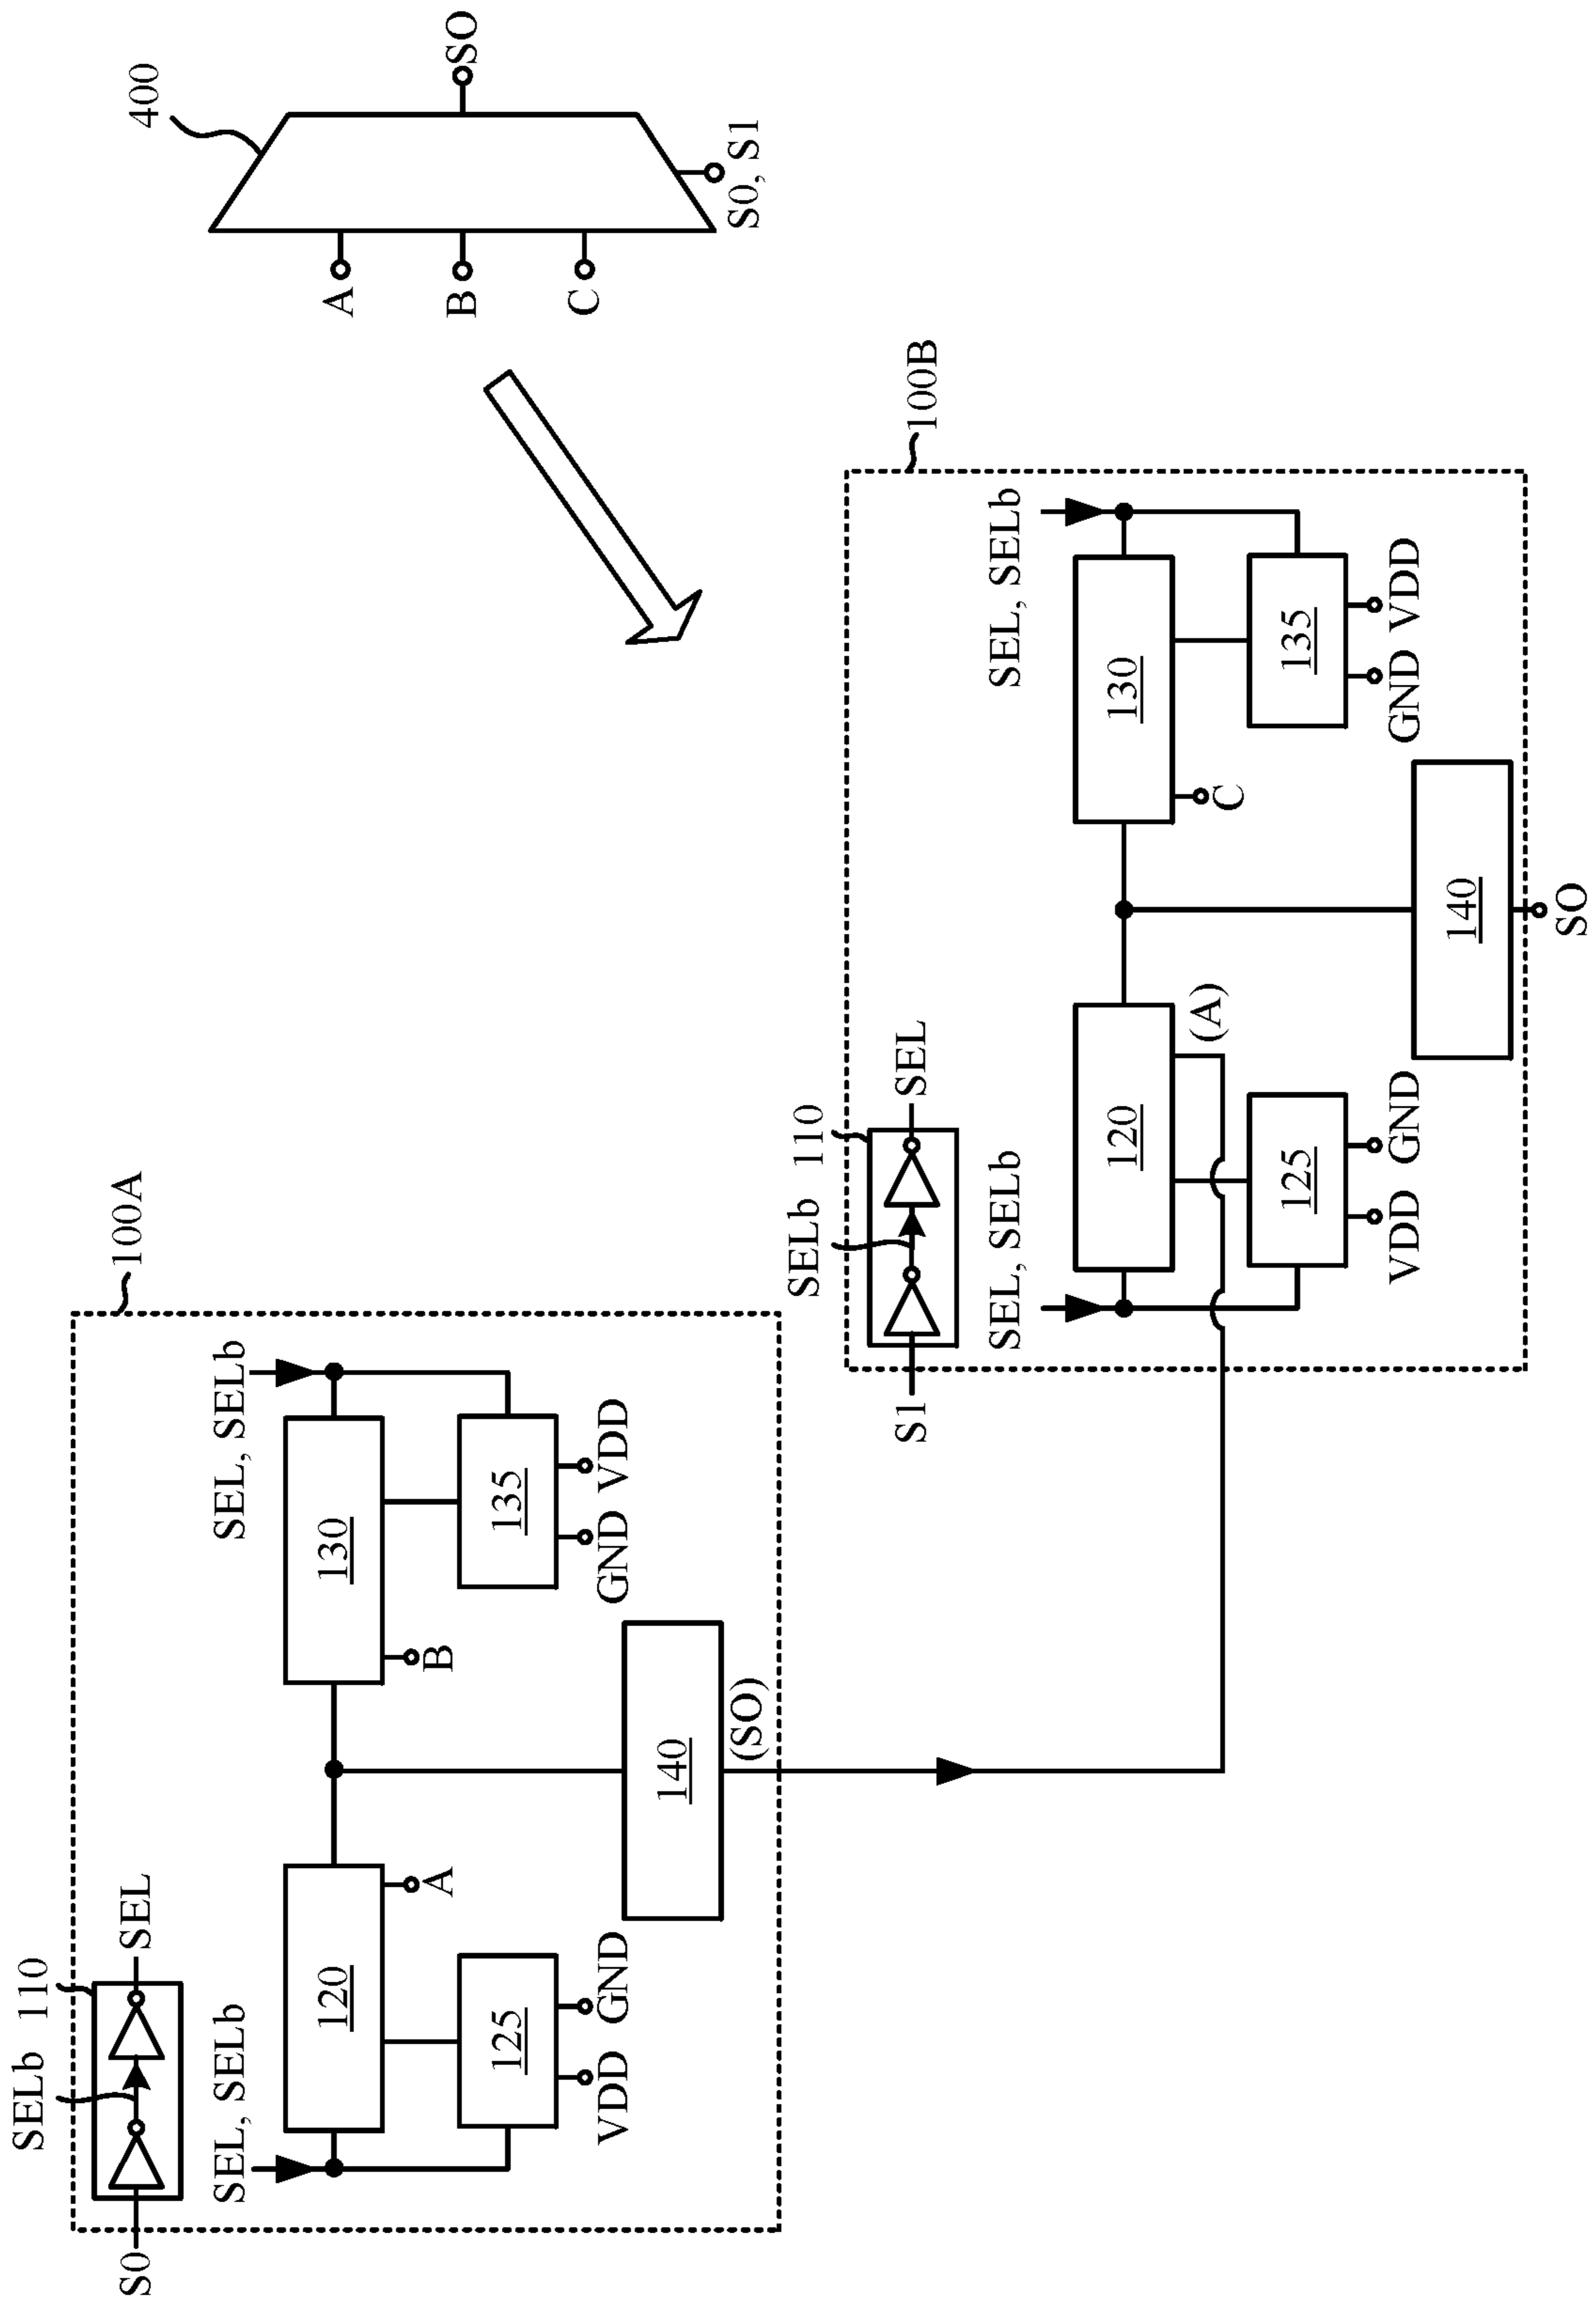 400
A
B
C
SO
S0, S1
100A
S0
SELb
110
SEL
SEL, SELb
SEL, SELb
120
130
A
B
125
135
VDD
GND
GND
VDD
140
(SO)
100B
S1
SELb
110
SEL
SEL, SELb
SEL, SELb
120
130
(A)
C
125
135
VDD
GND
GND
VDD
140
SO